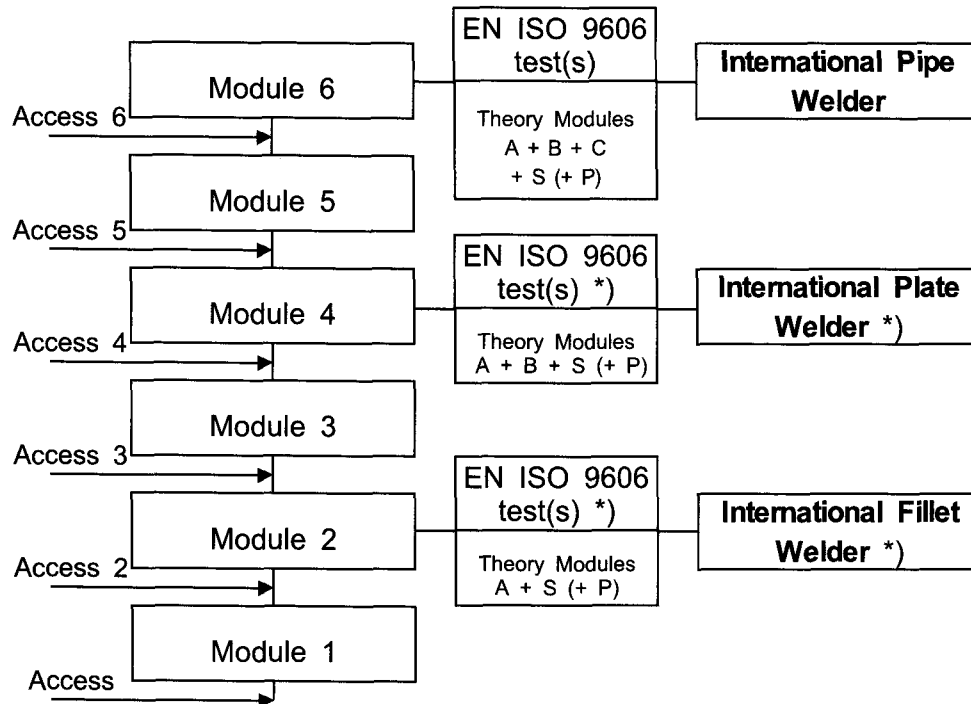 EN ISO 9606
test(s)
Theory Modules
A + B + C
+ S (+ P)
International Pipe
Welder
Module 6
Access 6
Module 5
Access 5
EN ISO 9606
test(s) *)
Theory Modules
A + B + S (+ P)
International Plate
Welder *)
Module 4
Access 4
Module 3
Access 3
EN ISO 9606
test(s) *)
Theory Modules
A + S (+ P)
International Fillet
Welder *)
Module 2
Access 2
Module 1
Access